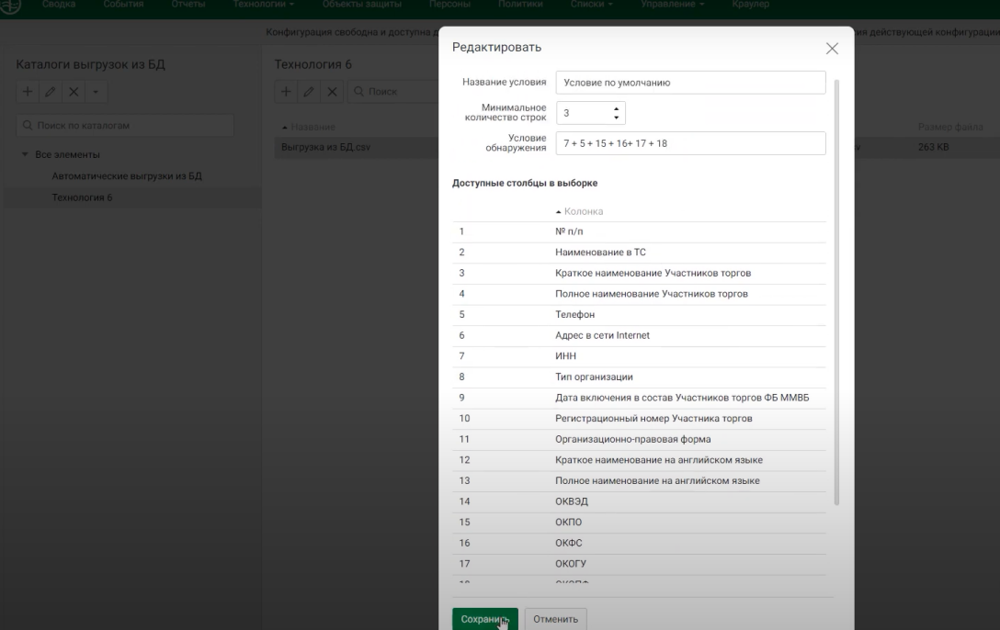 Сводка События Отчеты Технологии Объекты защиты Персоны Политики Списки Управление Краулер
Конфигурация свободна и доступна д
ия действующей конфигурации
Каталоги выгрузок из БД
Поиск по каталогам
Все элементы
Автоматические выгрузки из БД
Технология 6
Технология 6
Поиск
Название
Размер файла
Выгрузка из БД.csv
263 KB
Редактировать
Название условия Условие по умолчанию
Минимальное
количество строк
3
Условие
обнаружения
7 + 5 + 15 + 16+ 17 + 18
Доступные столбцы в выборке
Колонка
1 № п/п
2 Наименование в ТС
3 Краткое наименование Участников торгов
4 Полное наименование Участников торгов
5 Телефон
6 Адрес в сети Internet
7 ИНН
8 Тип организации
9 Дата включения в состав Участников торгов ФБ ММВБ
10 Регистрационный номер Участника торгов
11 Организационно-правовая форма
12 Краткое наименование на английском языке
13 Полное наименование на английском языке
14 ОКВЭД
15 ОКПО
16 ОКФС
17 ОКОГУ
Сохранить Отменить